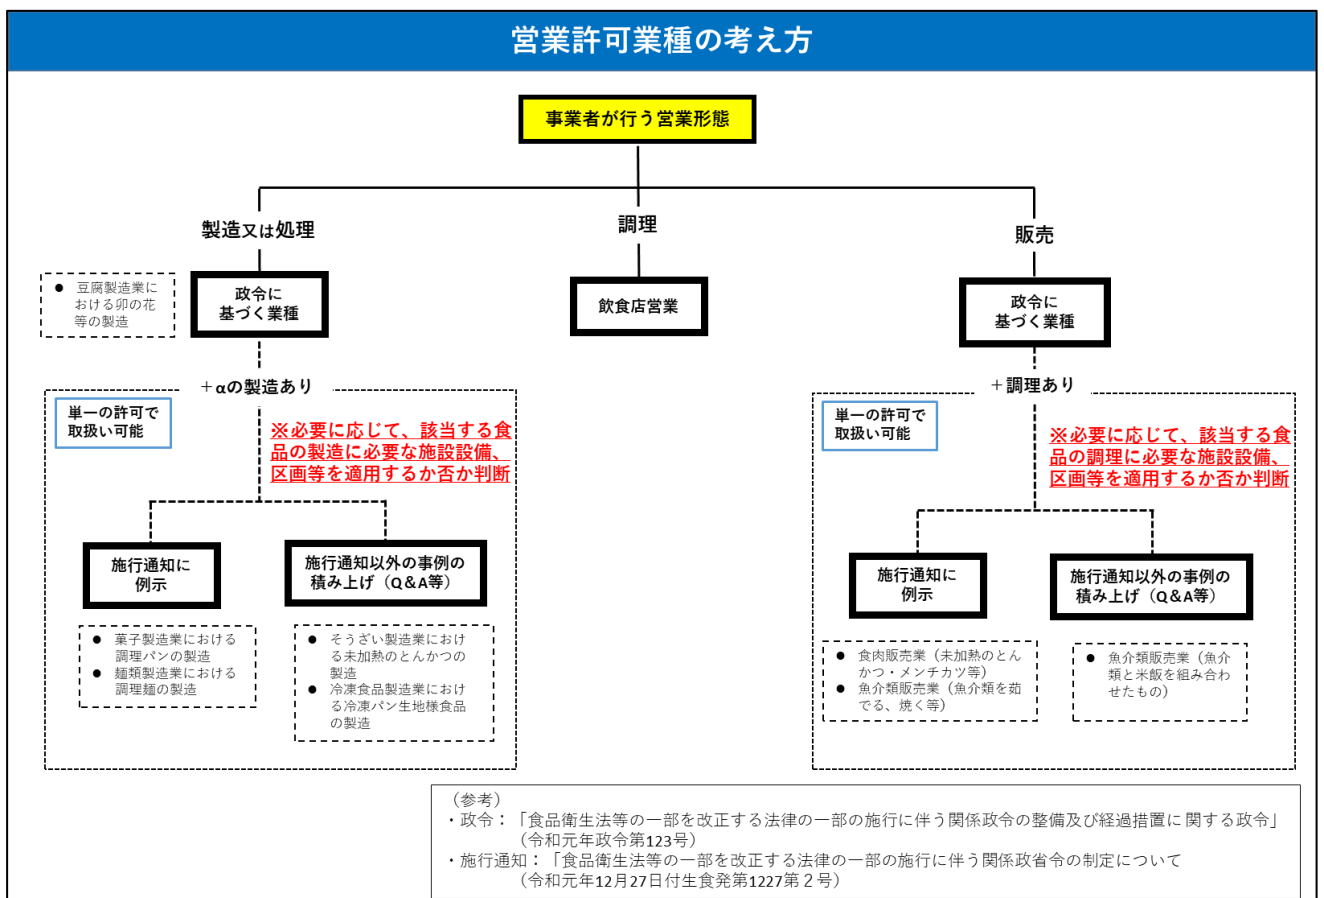 営業許可業種の考え方
事業者が行う営業形態
製造又は処理
調理
販売
● 豆腐製造業に
おける卯の花
等の製造
政令に
基づく業種
飲食店営業
政令に
基づく業種
+αの製造あり
単一の許可で
取扱い可能
※必要に応じて、該当する食
品の製造に必要な施設設備、
区画等を適用するか否か判断
施行通知に
例示
施行通知以外の事例の
積み上げ（Q＆A等）
● 菓子製造業における
調理パンの製造
● 麺類製造業における
調理麺の製造
● そうざい製造業におけ
る未加熱のとんかつの
製造
● 冷凍食品製造業におけ
る冷凍パン生地様食品
の製造
+調理あり
単一の許可で
取扱い可能
※必要に応じて、該当する食
品の調理に必要な施設設備、
区画等を適用するか否か判断
施行通知に
例示
施行通知以外の事例の
積み上げ（Q＆A等）
● 食肉販売業（未加熱のとん
かつ・メンチカツ等）
● 魚介類販売業（魚介類を茹
でる、焼く等）
● 魚介類販売業（魚介
類と米飯を組み合わ
せたもの）
（参考）
・政令：「食品衛生法等の一部を改正する法律の一部の施行に伴う関係政令の整備及び経過措置に関する政令」
（令和元年政令第123号）
・施行通知：「食品衛生法等の一部を改正する法律の一部の施行に伴う関係政省令の制定について
（令和元年12月27日付生食発第1227第２号）